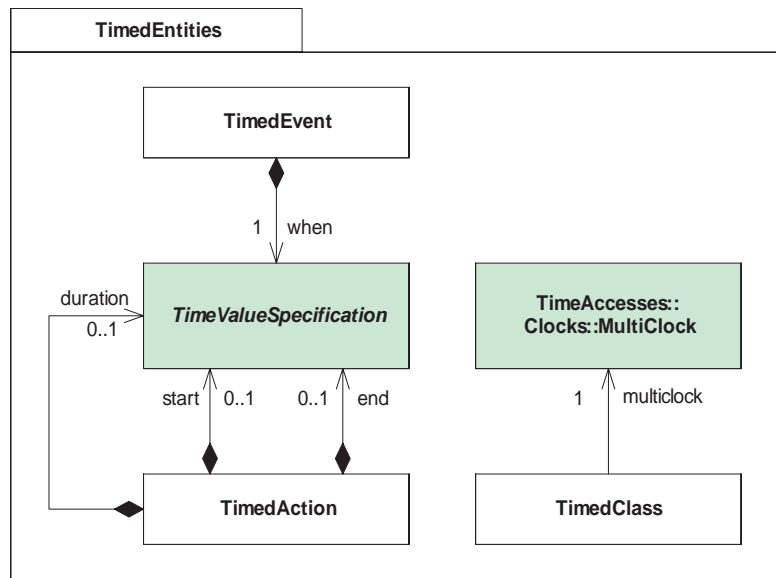 TimedEntities
TimedEvent
1 when
duration
0..1
TimeValueSpecification
TimeAccesses::
Clocks::MultiClock
start 0..1 0..1 end
1 multiclock
TimedAction
TimedClass